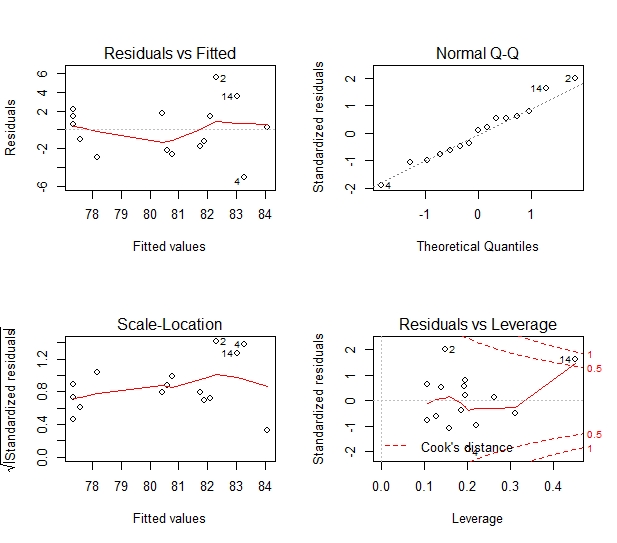 Residuals vs Fitted
Residuals
6
2
-2
-6
2
14
4
78 79 80 81 82 83 84
Fitted values
Normal Q-Q
Standardized residuals
2
1
0
-1
-2
2
14
4
-1 0 1
Theoretical Quantiles
Scale-Location
√|Standardized residuals|
1.2
0.8
0.4
0.0
2
4
14
78 79 80 81 82 83 84
Fitted values
Residuals vs Leverage
Standardized residuals
2
1
0
-1
-2
2
14
1
0.5
0.5
1
Cook's distance
0.0 0.1 0.2 0.3 0.4
Leverage